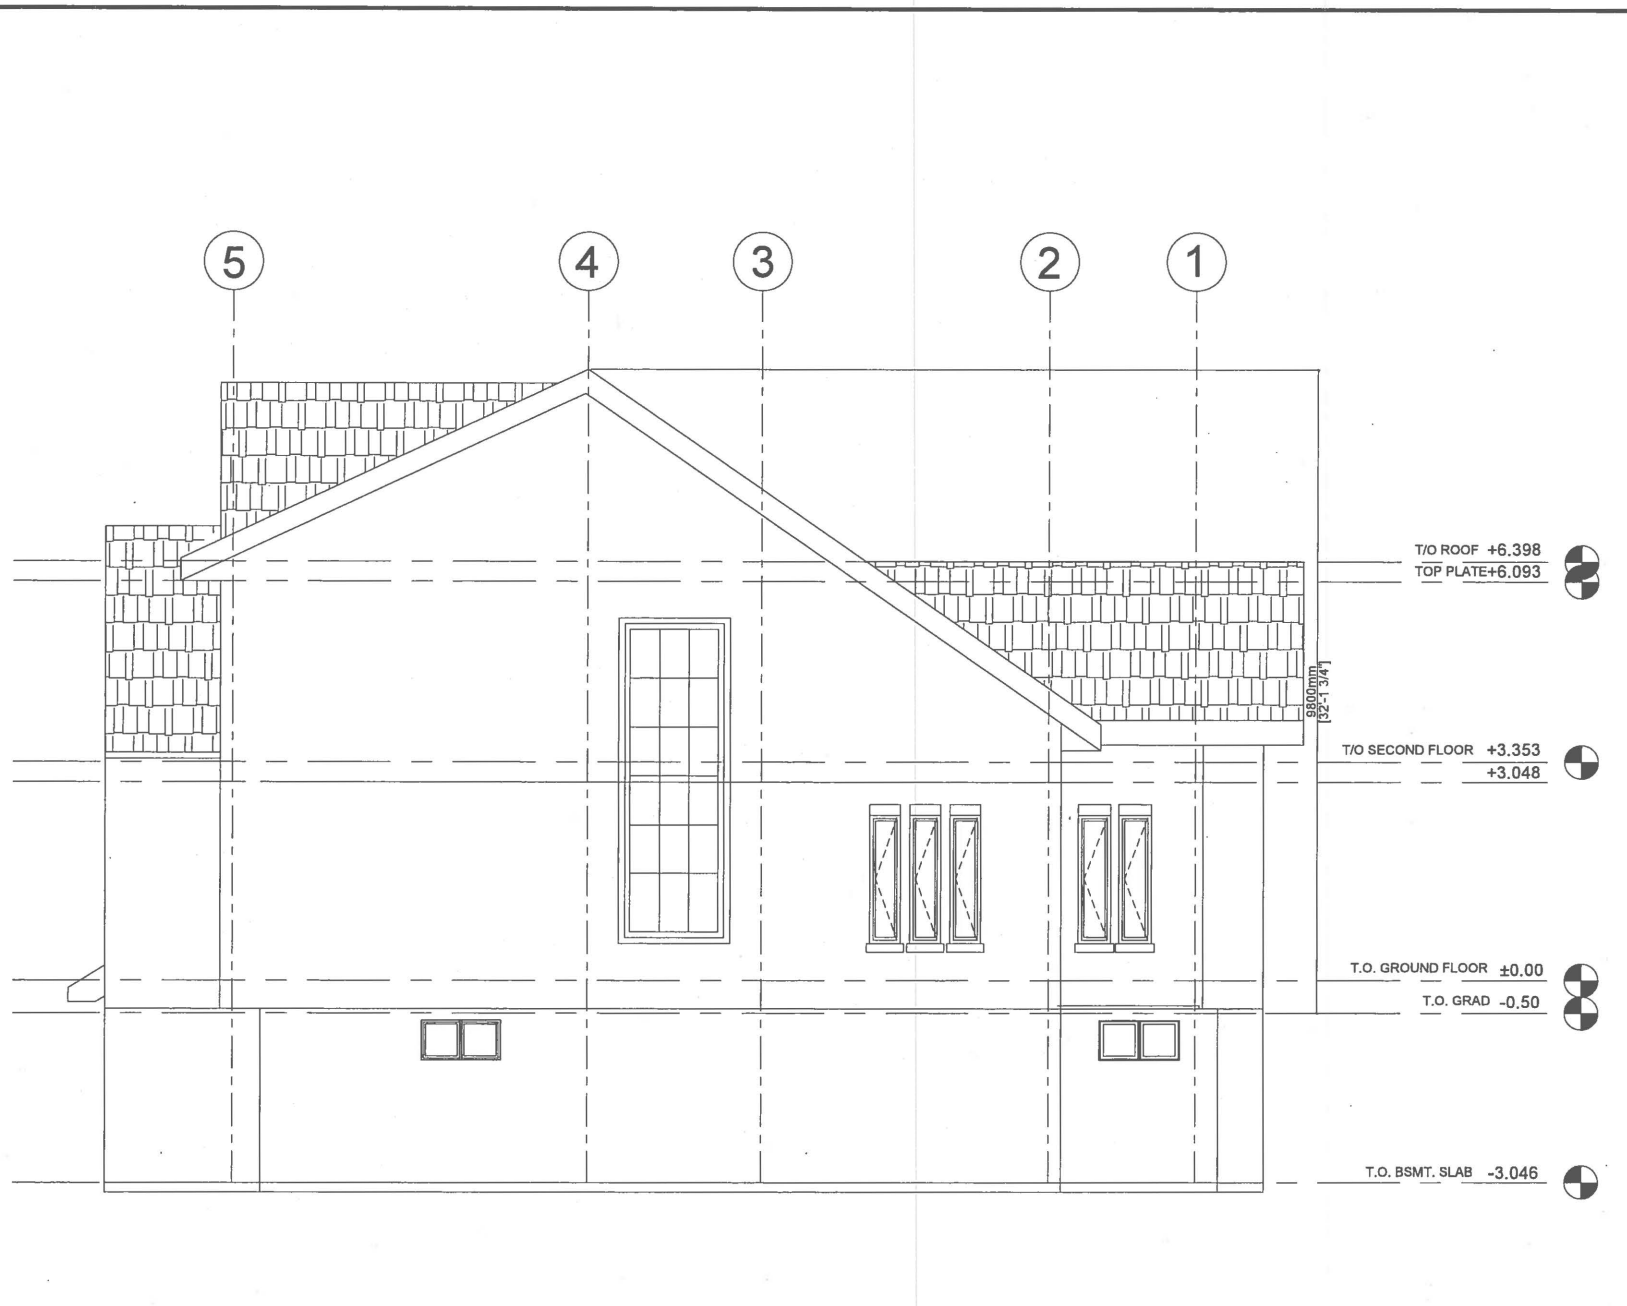 5 4 3 2 1
T/O ROOF +6.398
TOP PLATE+6.093
9800mm
[32'-1 3/4"]
T/O SECOND FLOOR +3.353
+3.048
T.O. GROUND FLOOR ±0.00
T.O. GRAD -0.50
T.O. BSMT. SLAB -3.046